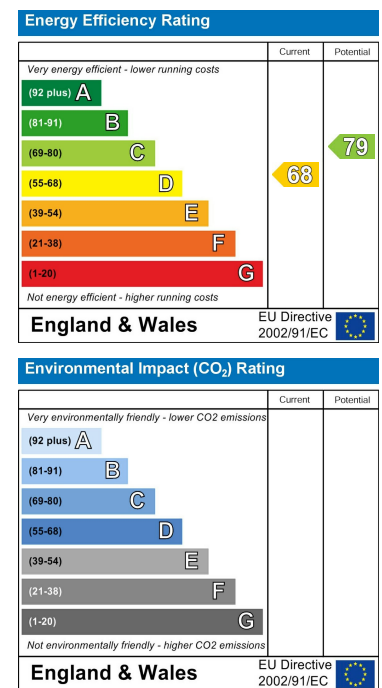 Energy Efficiency Rating
Current Potential
Very energy efficient - lower running costs
(92 plus) A
(81-91) B
(69-80) C
79
(55-68) D
68
(39-54) E
(21-38) F
(1-20) G
Not energy efficient - higher running costs
England & Wales
EU Directive
2002/91/EC
Environmental Impact (CO₂) Rating
Current Potential
Very environmentally friendly - lower CO2 emissions
(92 plus) A
(81-91) B
(69-80) C
(55-68) D
(39-54) E
(21-38) F
(1-20) G
Not environmentally friendly - higher CO2 emissions
England & Wales
EU Directive
2002/91/EC